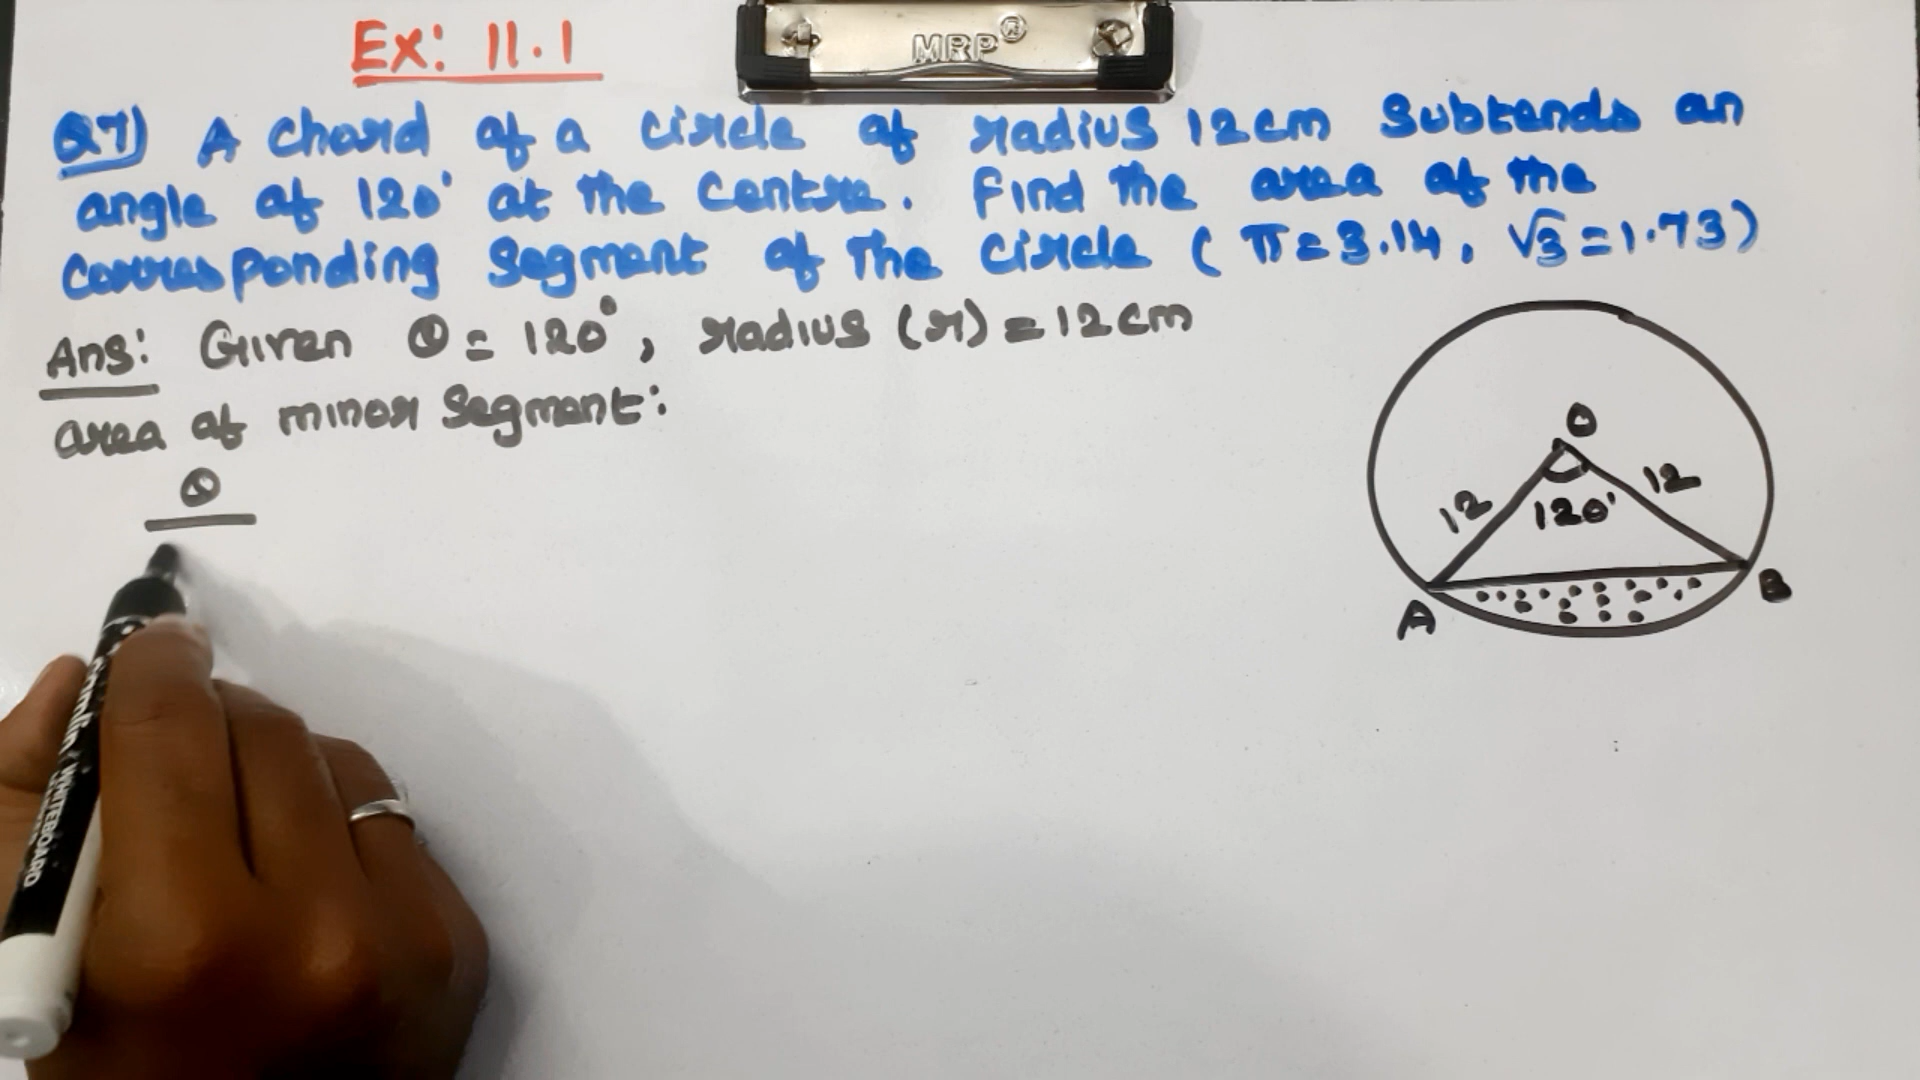 Ex: 11.1
MRP®
Q7) A chord of a circle of radius 12cm subtends an
angle of 120° at the centre. Find the area of the
corresponding segment of the circle ( π = 3.14, √3 = 1.73)
Ans: Given θ = 120°, radius (r) = 12cm
area of minor segment:
θ
O
12
12
120°
A
B
camlin WHITEBOARD